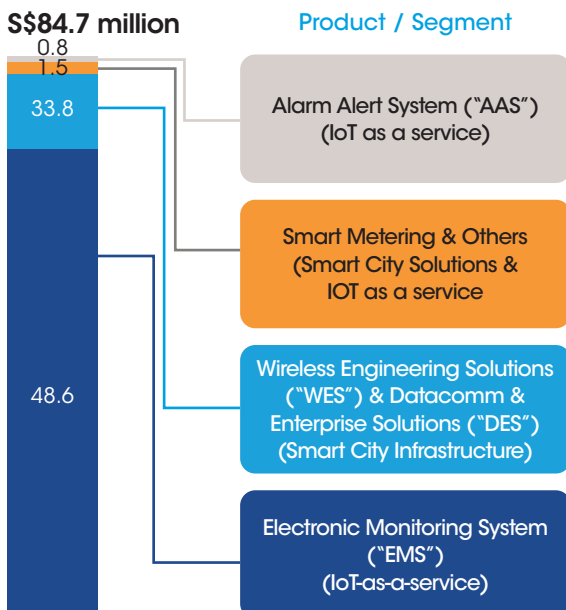 S$84.7 million
Product / Segment
0.8
1.5
33.8
48.6
Alarm Alert System (“AAS”)
(IoT as a service)
Smart Metering & Others
(Smart City Solutions &
IOT as a service
Wireless Engineering Solutions
(“WES”) & Datacomm &
Enterprise Solutions (“DES”)
(Smart City Infrastructure)
Electronic Monitoring System
(“EMS”)
(IoT-as-a-service)